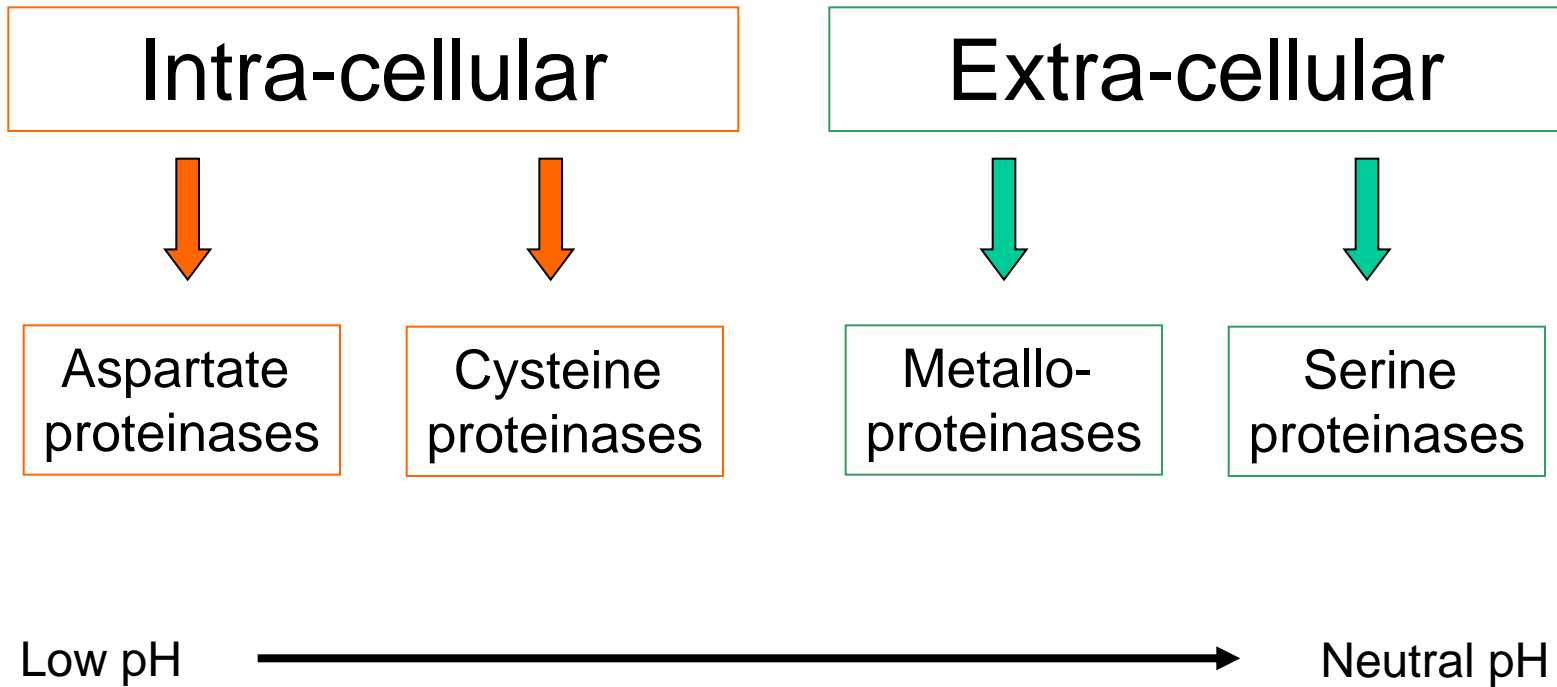 Intra-cellular
Extra-cellular
Aspartate
proteinases
Cysteine
proteinases
Metallo-
proteinases
Serine
proteinases
Low pH
Neutral pH